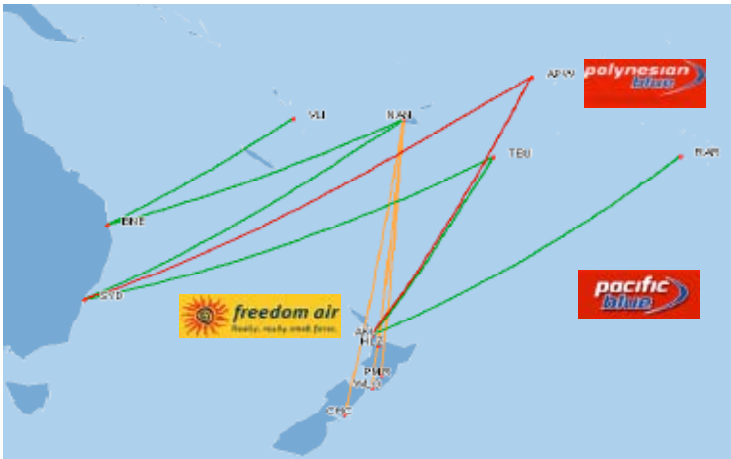 APW
polynesian
blue
VLI
NAN
TBU
RAR
BNE
SYD
pacific
blue
freedom air
Really, really small fares.
AKL
HLZ
PMR
WLG
CHC